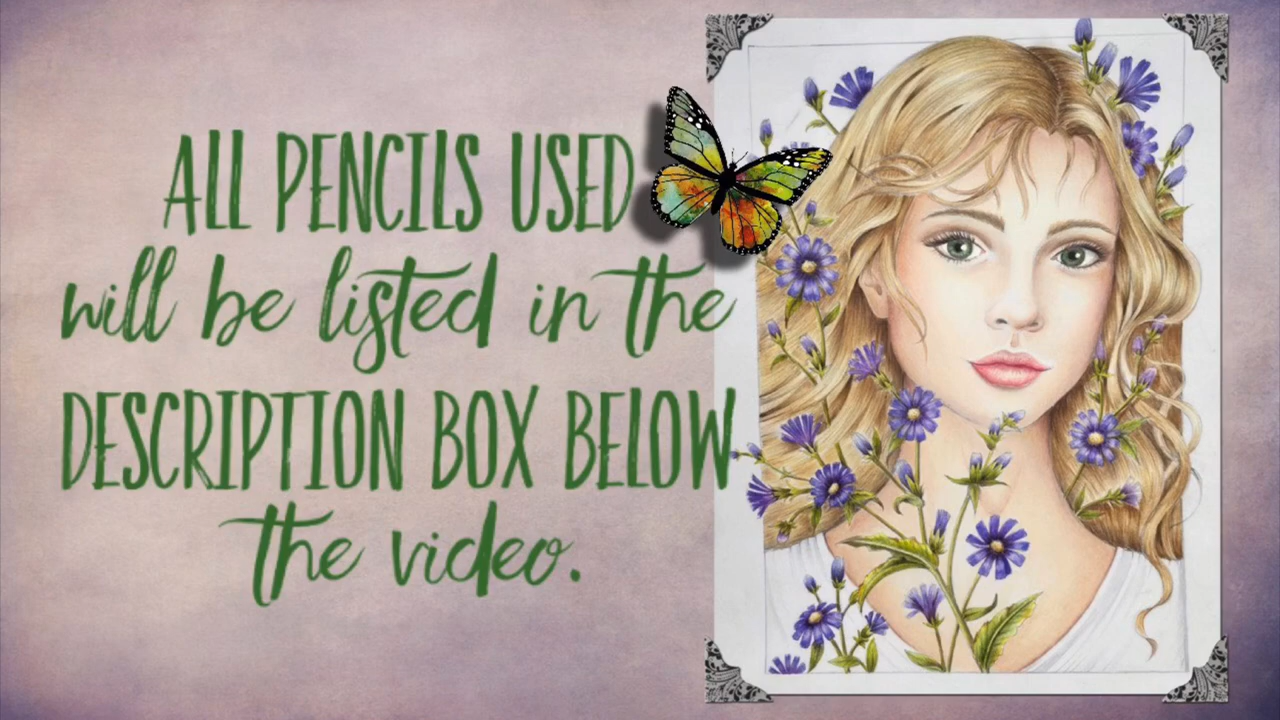 ALL PENCILS USED
will be listed in the
DESCRIPTION BOX BELOW
the video.